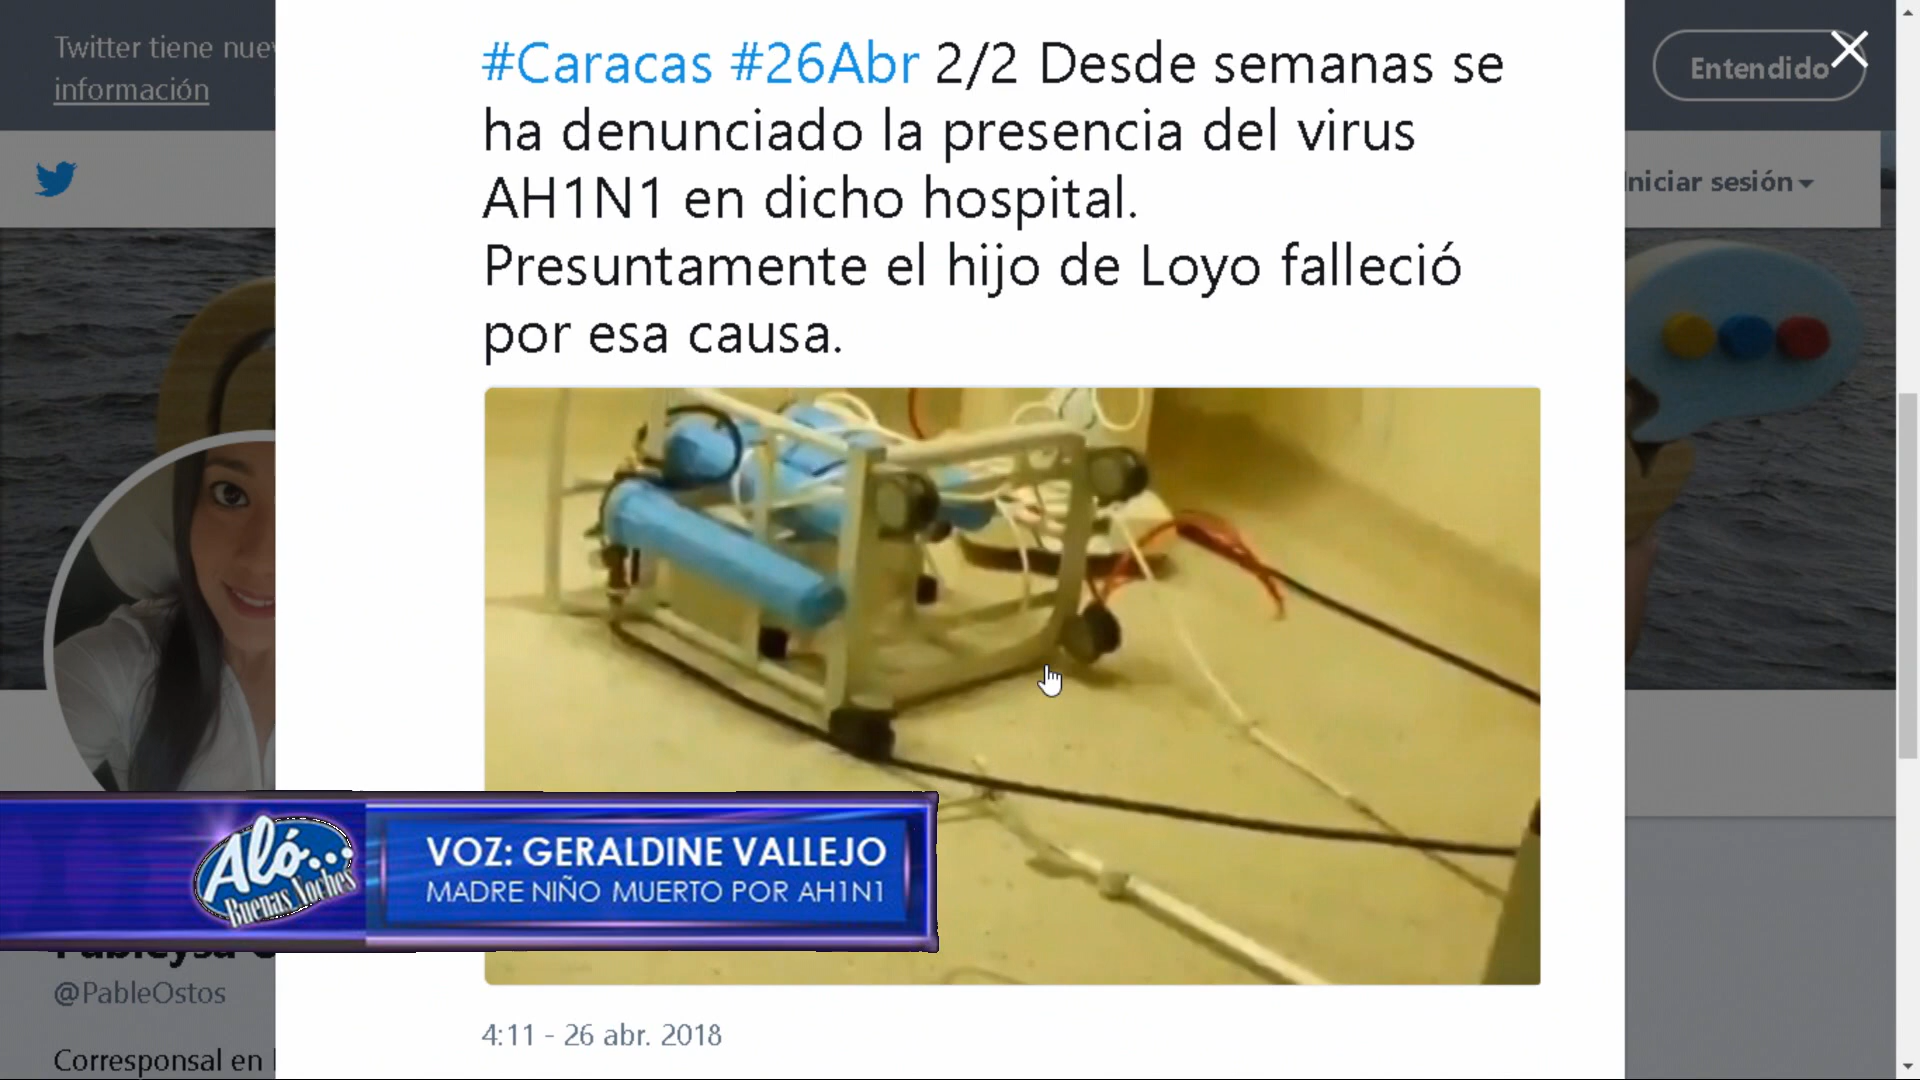 Twitter tiene
información
Entendido
Iniciar sesión
#Caracas #26Abr 2/2 Desde semanas se
ha denunciado la presencia del virus
AH1N1 en dicho hospital.
Presuntamente el hijo de Loyo falleció
por esa causa.
Aló...
Buenas Noches
VOZ: GERALDINE VALLEJO
MADRE NIÑO MUERTO POR AH1N1
@PableOstos
Corresponsal en
4:11 - 26 abr. 2018